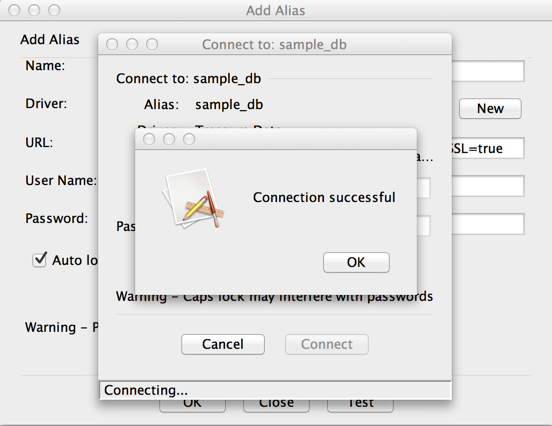 Add Alias
Add Alias
Name:
Driver:
New
URL:
SSL=true
User Name:
Password:
Auto lo
Warning – P
OK
Close
Test
Connect to: sample_db
Connect to: sample_db
Alias: sample_db
a...
Pas
Warning – Caps lock may interfere with passwords
Cancel
Connect
Connecting...
Connection successful
OK